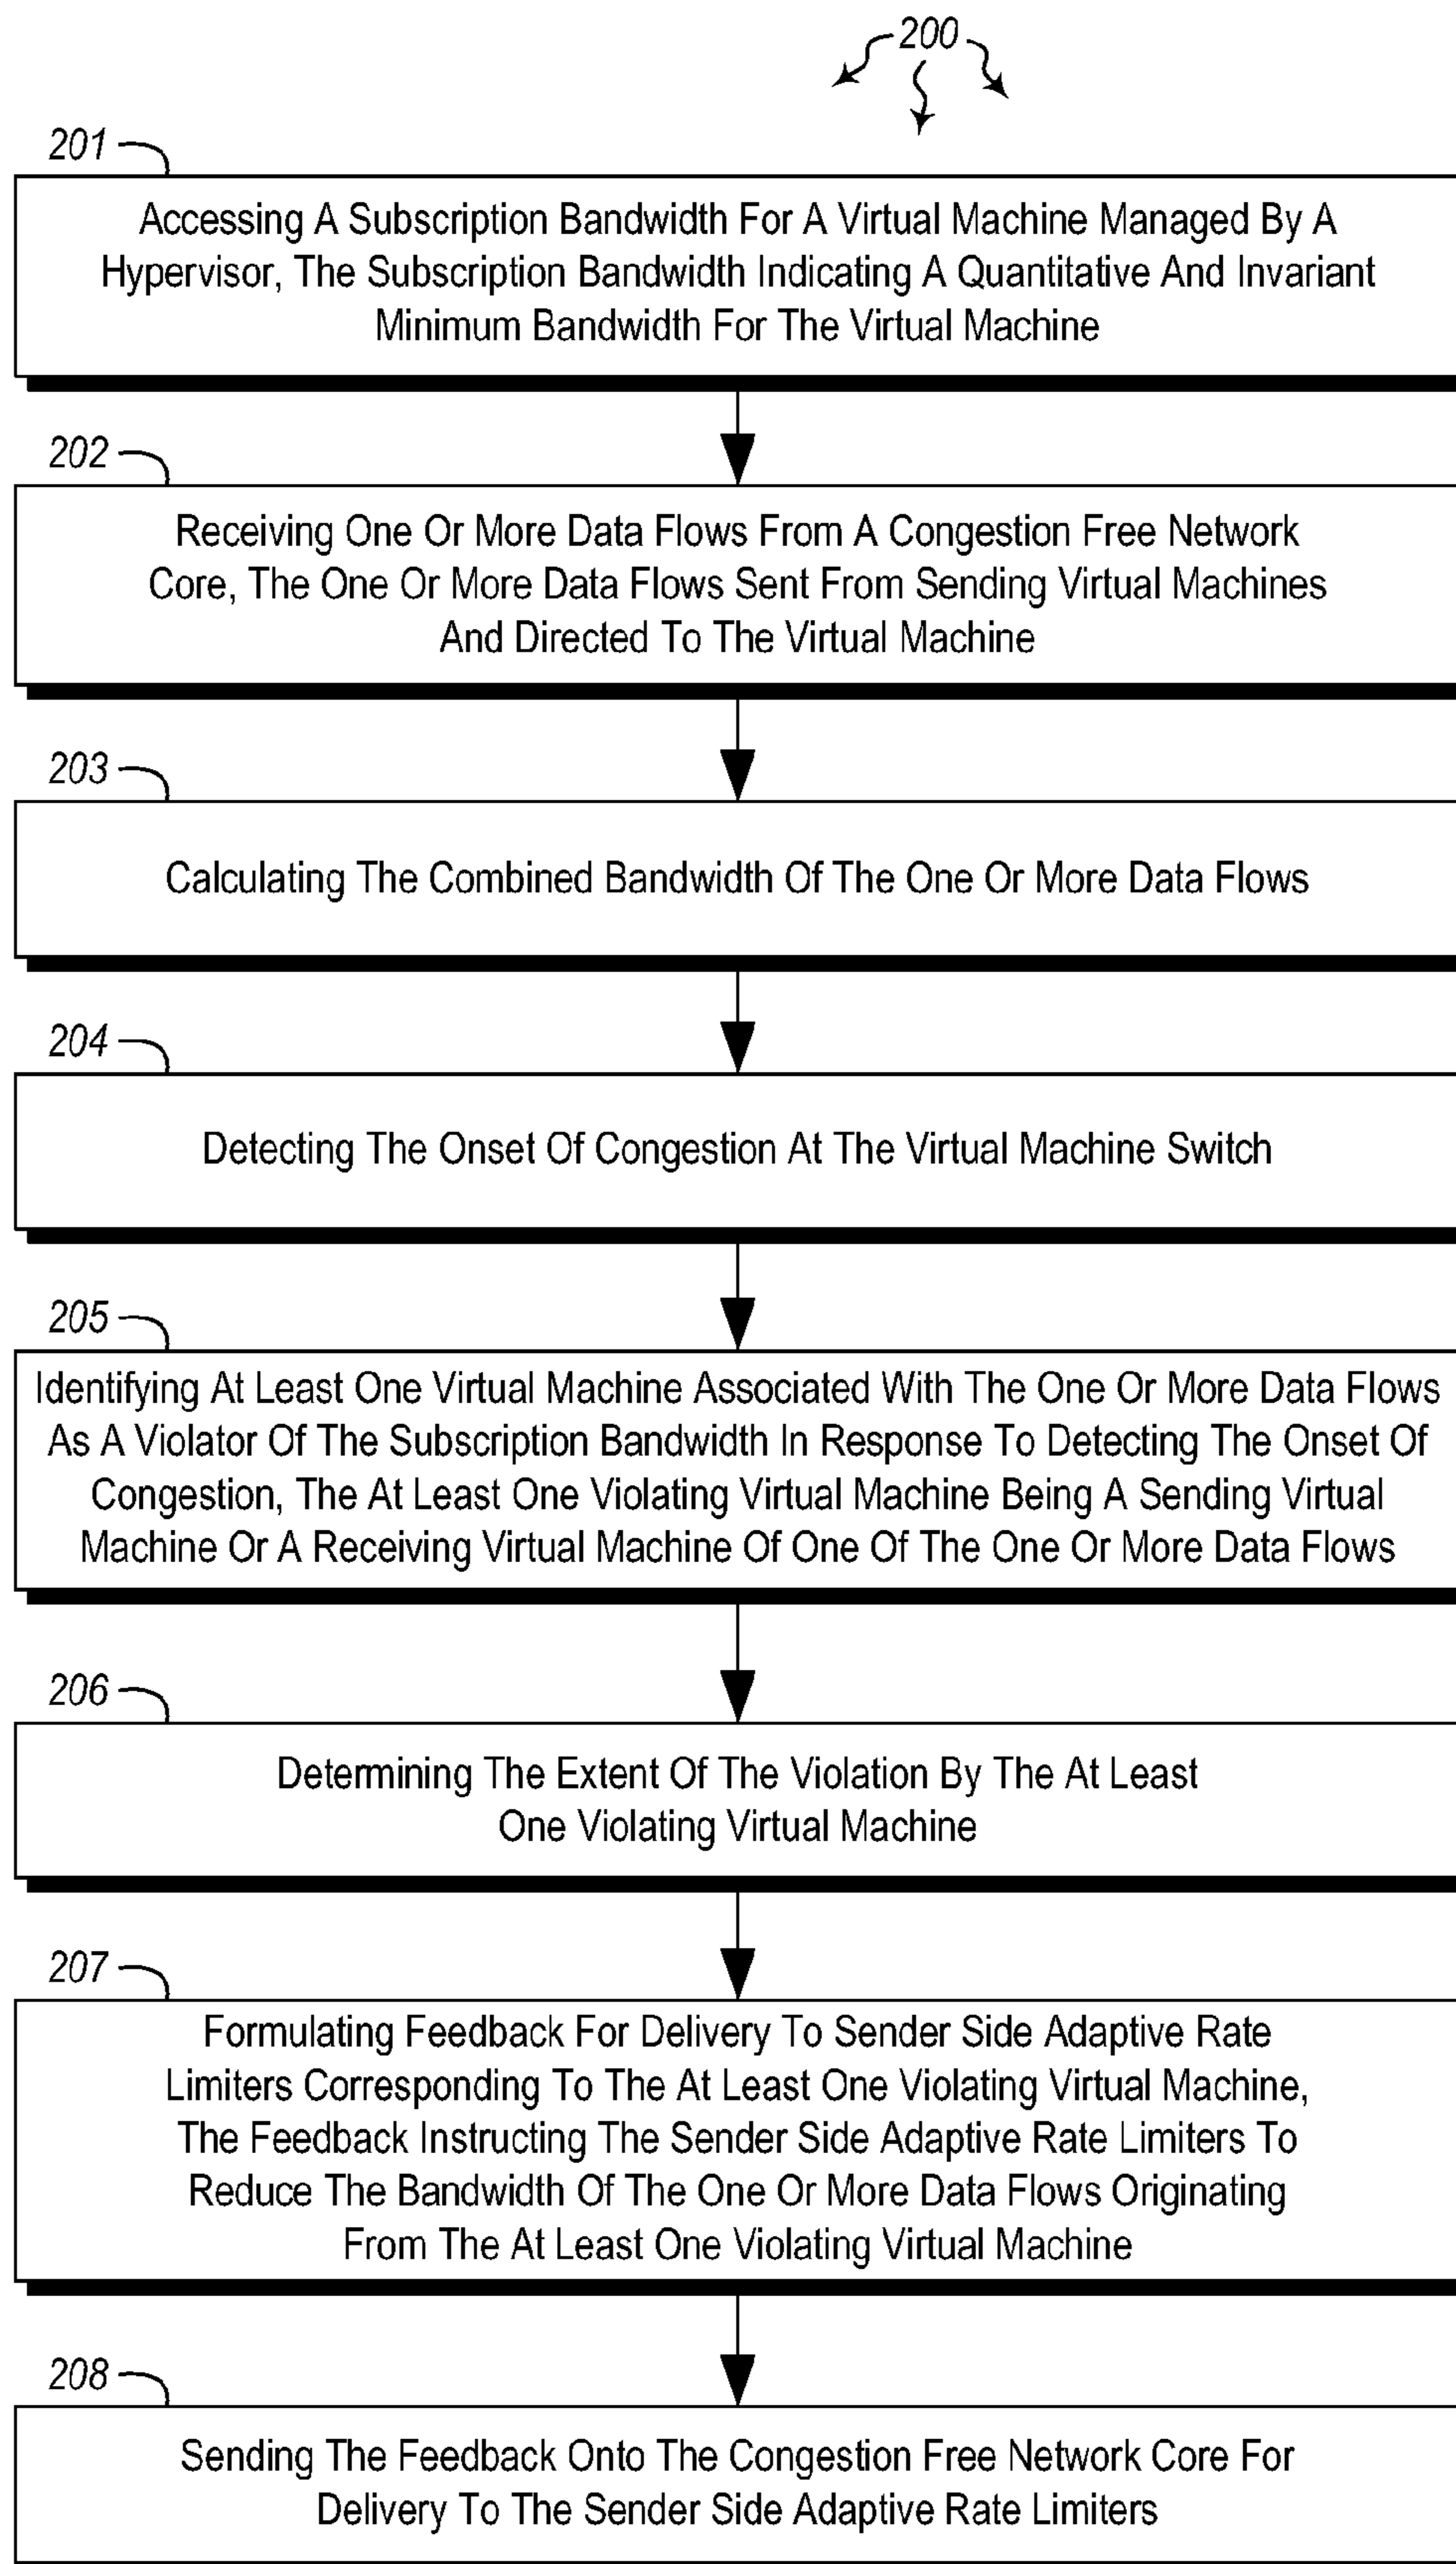 200
201
Accessing A Subscription Bandwidth For A Virtual Machine Managed By A
Hypervisor, The Subscription Bandwidth Indicating A Quantitative And Invariant
Minimum Bandwidth For The Virtual Machine
202
Receiving One Or More Data Flows From A Congestion Free Network
Core, The One Or More Data Flows Sent From Sending Virtual Machines
And Directed To The Virtual Machine
203
Calculating The Combined Bandwidth Of The One Or More Data Flows
204
Detecting The Onset Of Congestion At The Virtual Machine Switch
205
Identifying At Least One Virtual Machine Associated With The One Or More Data Flows
As A Violator Of The Subscription Bandwidth In Response To Detecting The Onset Of
Congestion, The At Least One Violating Virtual Machine Being A Sending Virtual
Machine Or A Receiving Virtual Machine Of One Of The One Or More Data Flows
206
Determining The Extent Of The Violation By The At Least
One Violating Virtual Machine
207
Formulating Feedback For Delivery To Sender Side Adaptive Rate
Limiters Corresponding To The At Least One Violating Virtual Machine,
The Feedback Instructing The Sender Side Adaptive Rate Limiters To
Reduce The Bandwidth Of The One Or More Data Flows Originating
From The At Least One Violating Virtual Machine
208
Sending The Feedback Onto The Congestion Free Network Core For
Delivery To The Sender Side Adaptive Rate Limiters